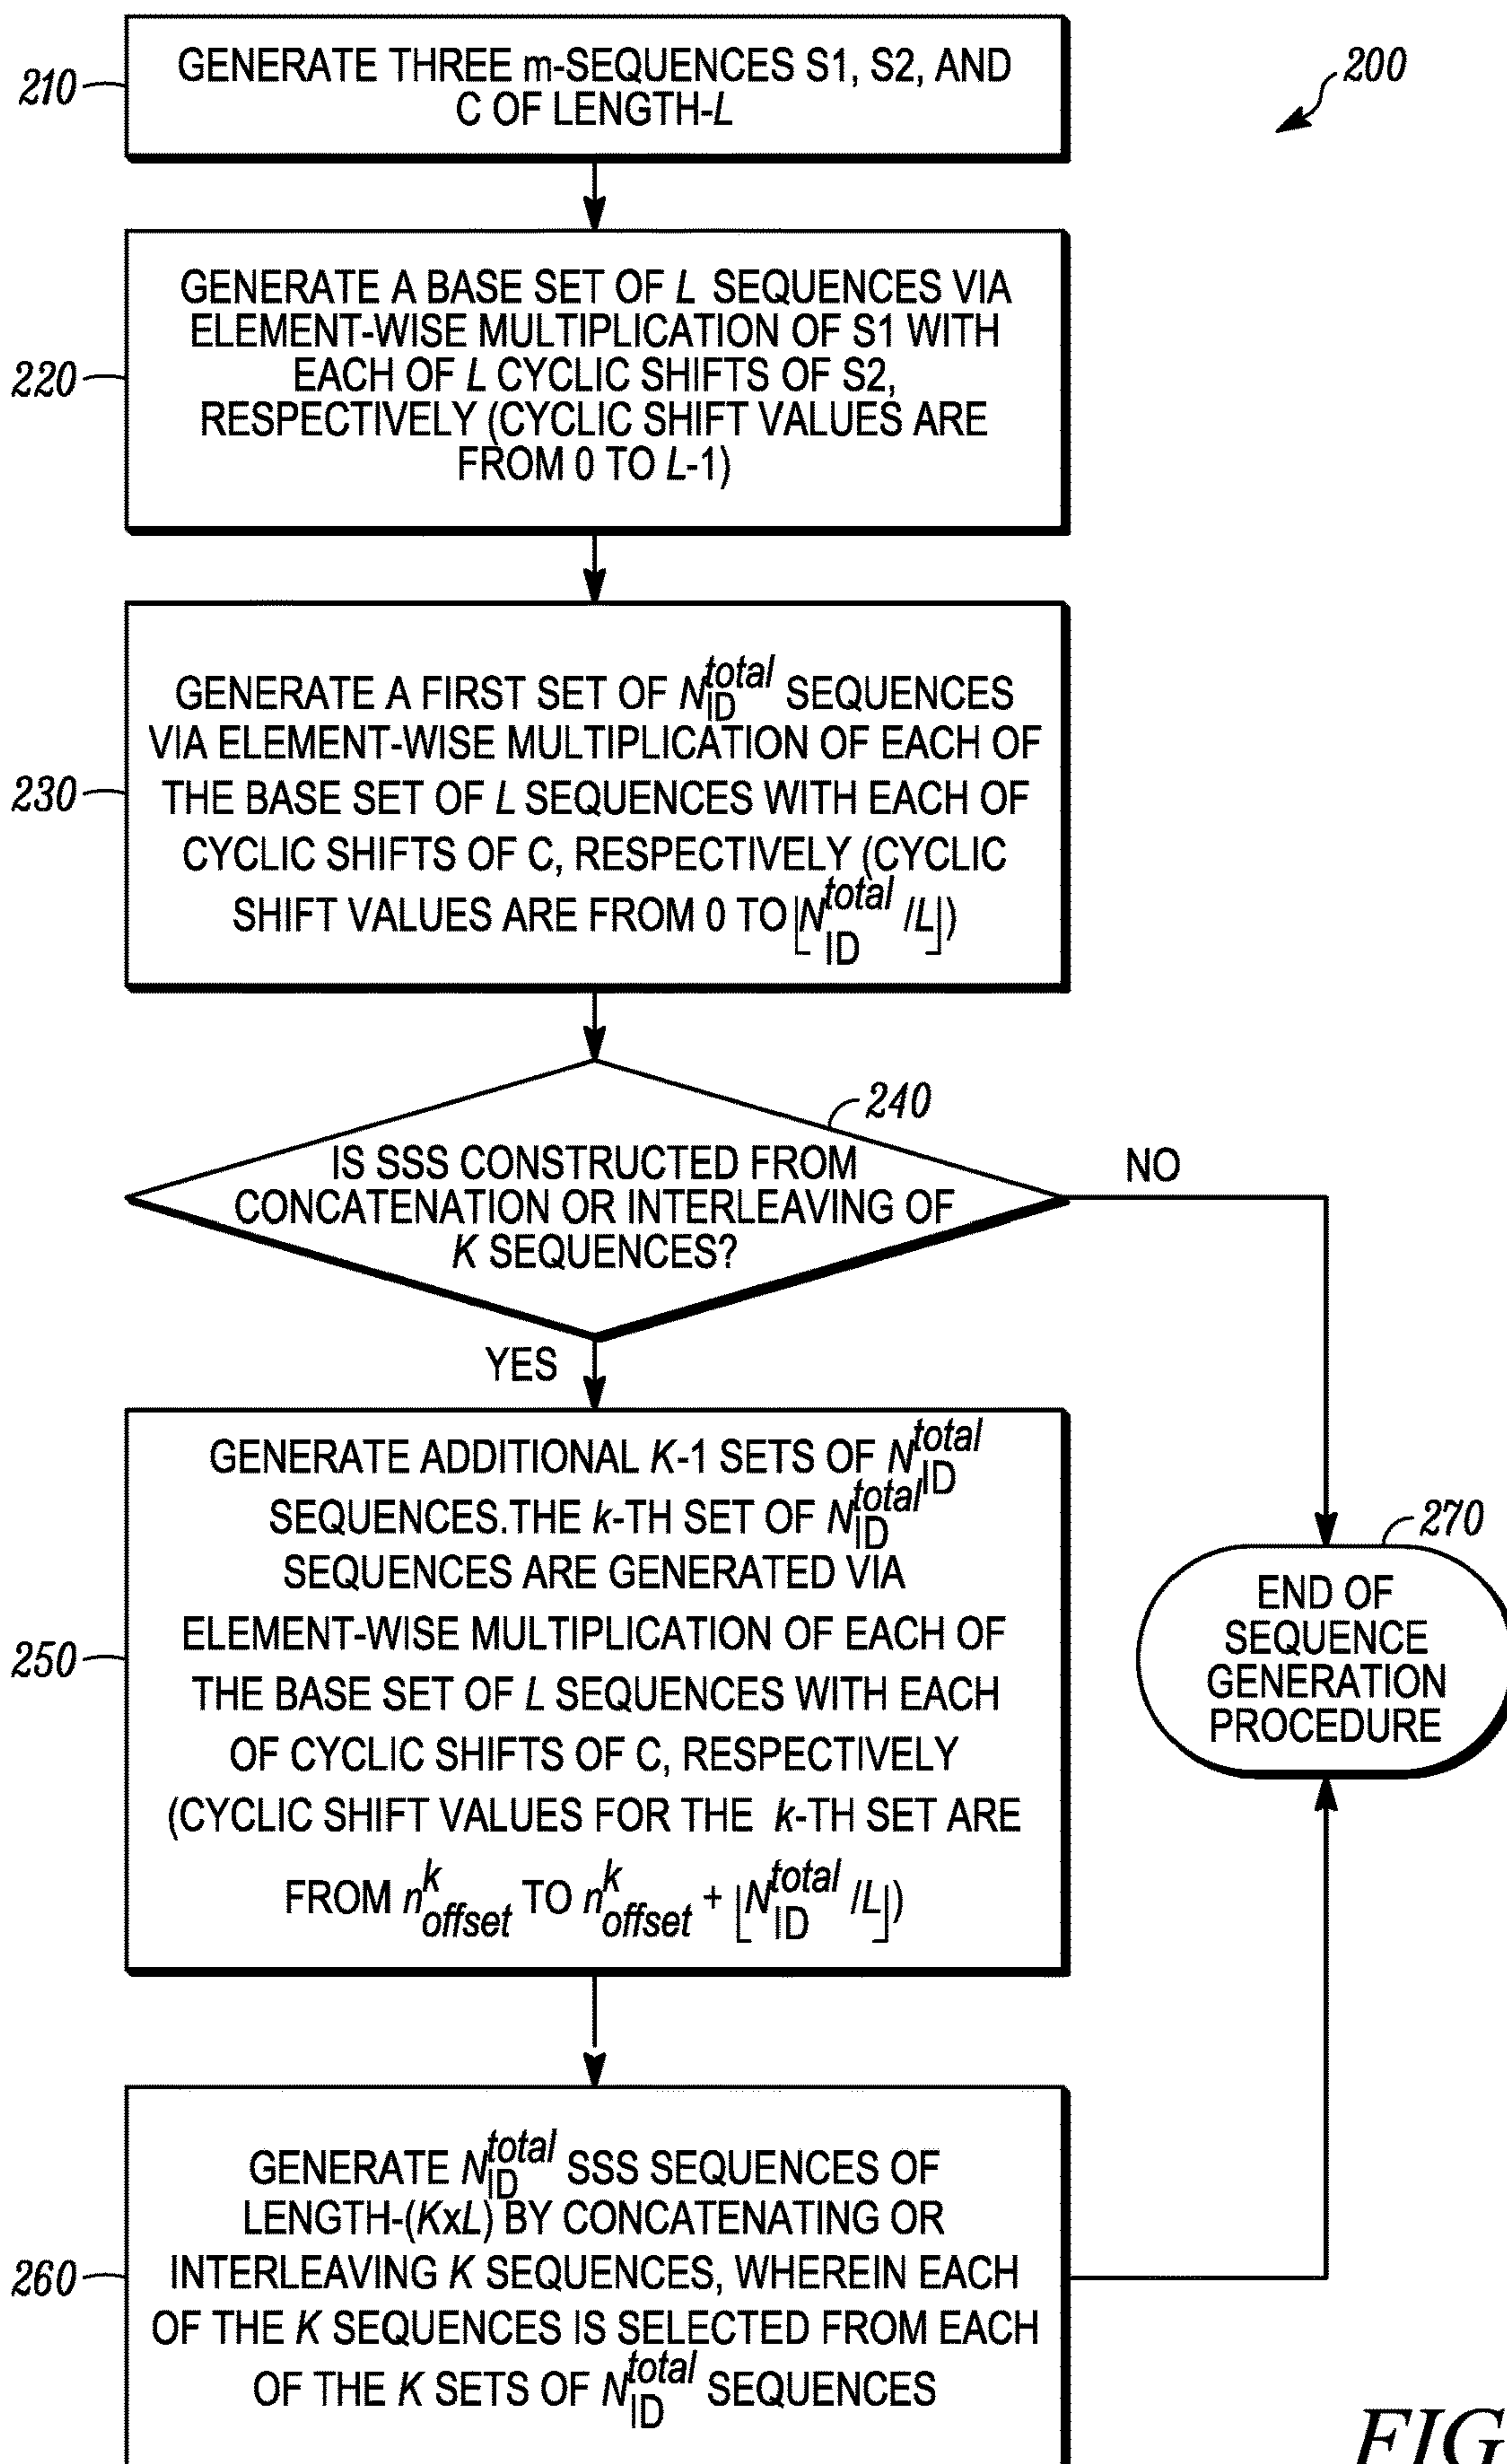 210
GENERATE THREE m-SEQUENCES S1, S2, AND
C OF LENGTH-L
200
220
GENERATE A BASE SET OF L SEQUENCES VIA
ELEMENT-WISE MULTIPLICATION OF S1 WITH
EACH OF L CYCLIC SHIFTS OF S2,
RESPECTIVELY (CYCLIC SHIFT VALUES ARE
FROM 0 TO L-1)
230
GENERATE A FIRST SET OF N_ID^total SEQUENCES
VIA ELEMENT-WISE MULTIPLICATION OF EACH OF
THE BASE SET OF L SEQUENCES WITH EACH OF
CYCLIC SHIFTS OF C, RESPECTIVELY (CYCLIC
SHIFT VALUES ARE FROM 0 TO ⌊N_ID^total /L⌋)
240
IS SSS CONSTRUCTED FROM
CONCATENATION OR INTERLEAVING OF
K SEQUENCES?
NO
YES
250
GENERATE ADDITIONAL K-1 SETS OF N_ID^total
SEQUENCES.THE k-TH SET OF N_ID^total
SEQUENCES ARE GENERATED VIA
ELEMENT-WISE MULTIPLICATION OF EACH OF
THE BASE SET OF L SEQUENCES WITH EACH
OF CYCLIC SHIFTS OF C, RESPECTIVELY
(CYCLIC SHIFT VALUES FOR THE k-TH SET ARE
FROM n_offset^k TO n_offset^k + ⌊N_ID^total /L⌋)
270
END OF
SEQUENCE
GENERATION
PROCEDURE
260
GENERATE N_ID^total SSS SEQUENCES OF
LENGTH-(KxL) BY CONCATENATING OR
INTERLEAVING K SEQUENCES, WHEREIN EACH
OF THE K SEQUENCES IS SELECTED FROM EACH
OF THE K SETS OF N_ID^total SEQUENCES
FIG